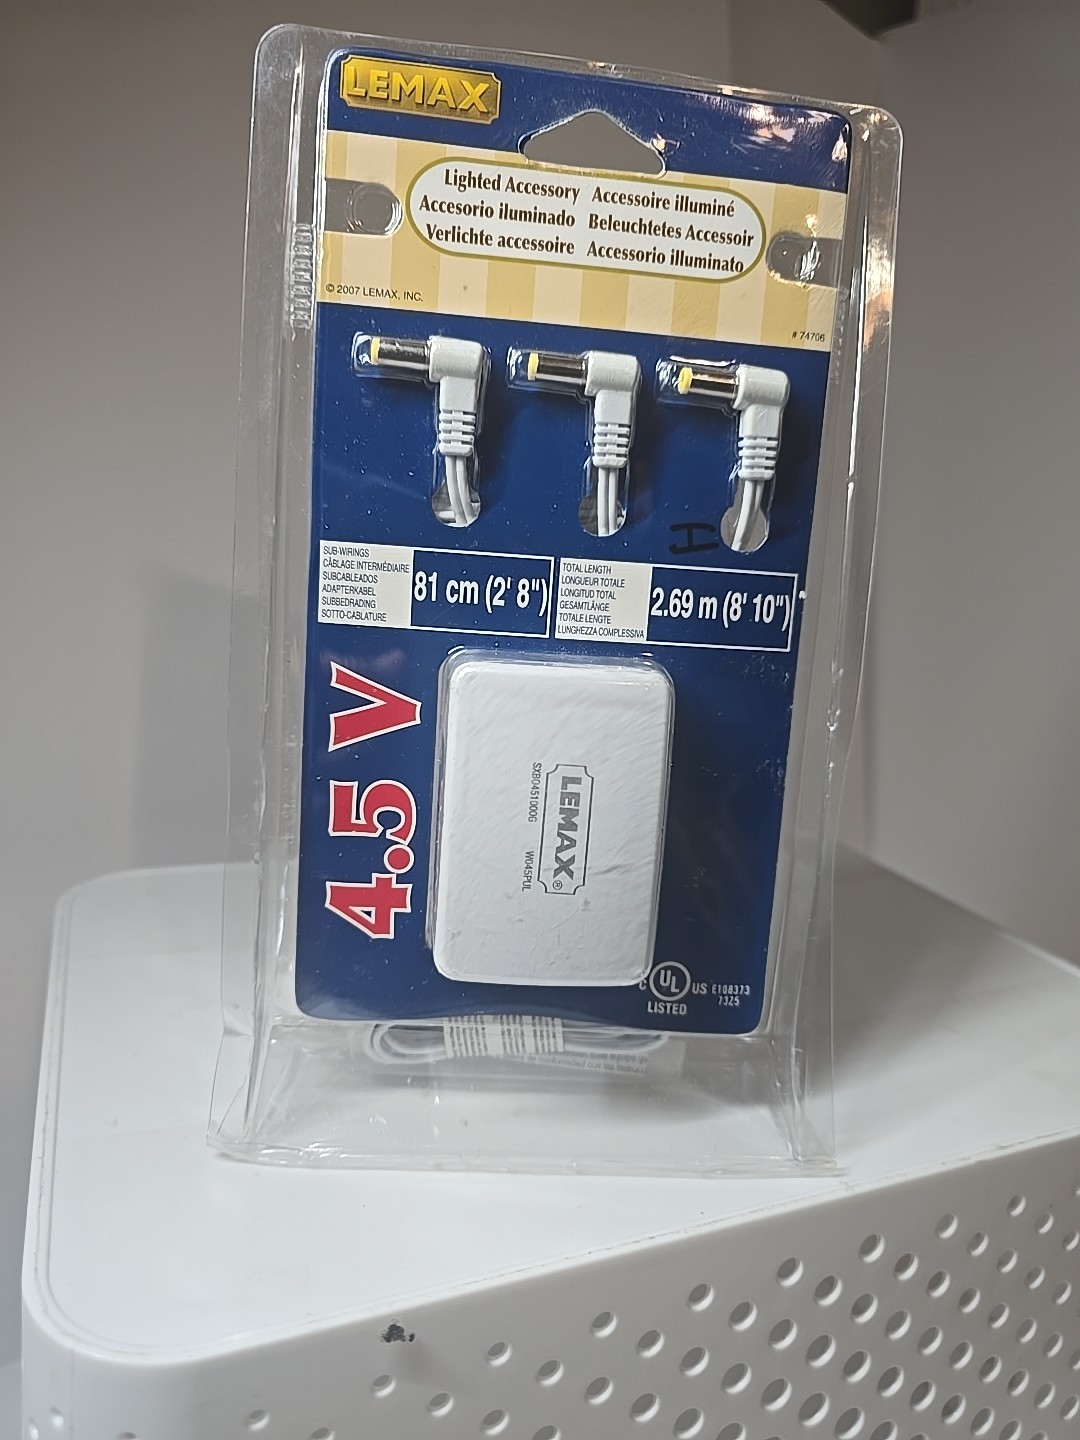 LEMAX
Lighted Accessory Accessoire illuminé
Accesorio iluminado Beleuchtetes Accessoir
Verlichte accessoire Accessorio illuminato
© 2007 LEMAX, INC.
# 74706
H
SUB-WIRINGS
CÂBLAGE INTERMÉDIAIRE
SUBCABLEADOS
ADAPTERKABEL
SUBBEDRADING
SOTTO-CABLATURE
81 cm (2' 8")
TOTAL LENGTH
LONGUEUR TOTALE
LONGITUD TOTAL
GESAMTLÄNGE
TOTALE LENGTE
LUNGHEZZA COMPLESSIVA
2.69 m (8' 10")
4.5 V
LEMAX®
SXB0451000G W045PUL
C UL US E108373
7325
LISTED